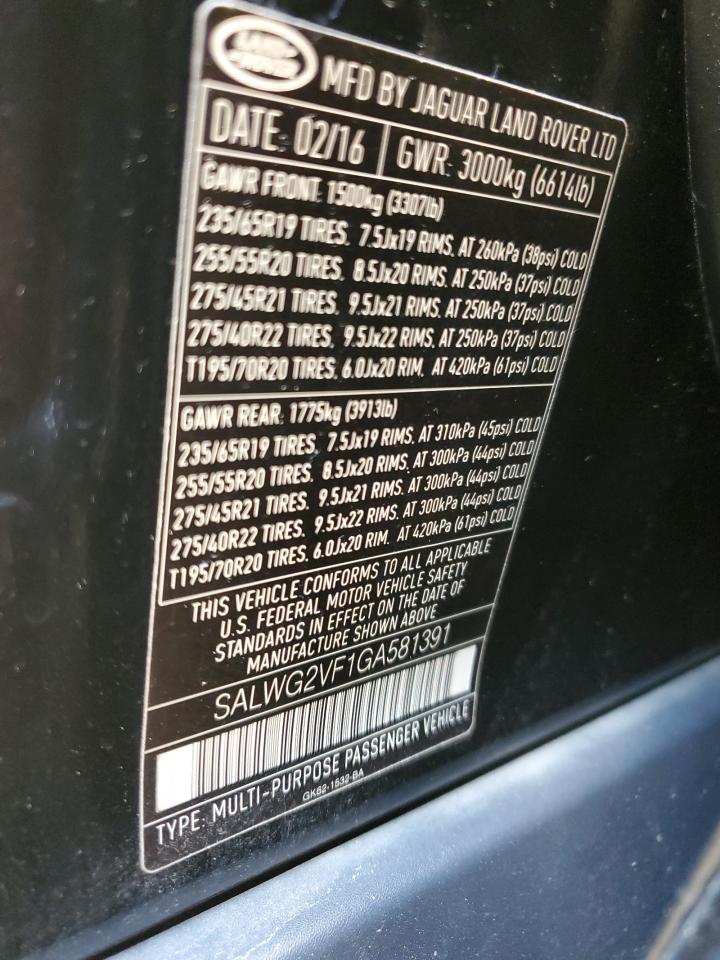 LAND ROVER
MFD BY JAGUAR LAND ROVER LTD
DATE: 02/16 GWR: 3000kg (6614lb)
GAWR FRONT: 1500kg (3307lb)
235/65R19 TIRES, 7.5Jx19 RIMS, AT 260kPa (38psi) COLD
255/55R20 TIRES, 8.5Jx20 RIMS, AT 250kPa (37psi) COLD
275/45R21 TIRES, 9.5Jx21 RIMS, AT 250kPa (37psi) COLD
275/40R22 TIRES, 9.5Jx22 RIMS, AT 250kPa (37psi) COLD
T195/70R20 TIRES, 6.0Jx20 RIM, AT 420kPa (61psi) COLD
GAWR REAR: 1775kg (3913lb)
235/65R19 TIRES, 7.5Jx19 RIMS, AT 310kPa (45psi) COLD
255/55R20 TIRES, 8.5Jx20 RIMS, AT 300kPa (44psi) COLD
275/45R21 TIRES, 9.5Jx21 RIMS, AT 300kPa (44psi) COLD
275/40R22 TIRES, 9.5Jx22 RIMS, AT 300kPa (44psi) COLD
T195/70R20 TIRES, 6.0Jx20 RIM, AT 420kPa (61psi) COLD
THIS VEHICLE CONFORMS TO ALL APPLICABLE
U.S. FEDERAL MOTOR VEHICLE SAFETY
STANDARDS IN EFFECT ON THE DATE OF
MANUFACTURE SHOWN ABOVE
SALWG2VF1GA581391
TYPE: MULTI-PURPOSE PASSENGER VEHICLE
GK62-1532-BA